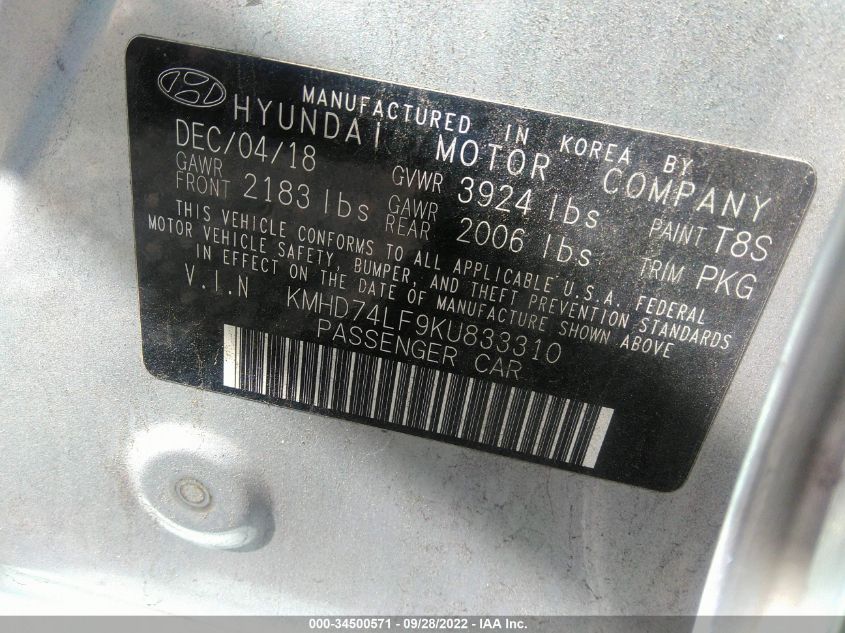 MANUFACTURED IN KOREA BY
HYUNDAI MOTOR COMPANY
DEC/04/18 GVWR 3924 lbs PAINT T8S
GAWR FRONT 2183 lbs GAWR REAR 2006 lbs TRIM PKG
THIS VEHICLE CONFORMS TO ALL APPLICABLE U.S.A. FEDERAL
MOTOR VEHICLE SAFETY, BUMPER, AND THEFT PREVENTION STANDARDS
IN EFFECT ON THE DATE OF MANUFACTURE SHOWN ABOVE
V.I.N KMHD74LF9KU833310
PASSENGER CAR
000-34500571 - 09/28/2022 - IAA Inc.